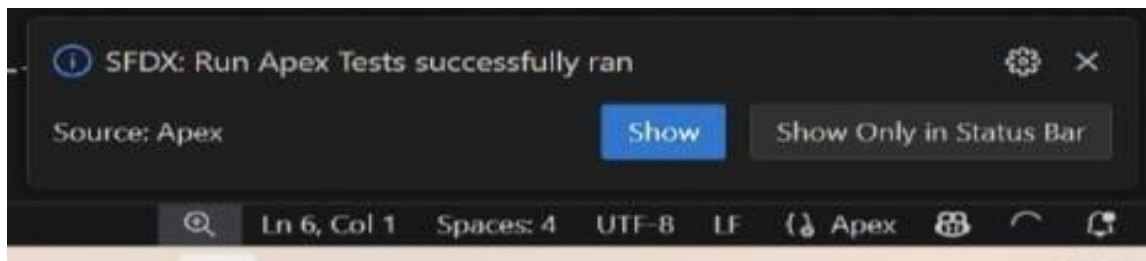 SFDX: Run Apex Tests successfully ran
Source: Apex
Show
Show Only in Status Bar
Ln 6, Col 1 Spaces: 4 UTF-8 LF Apex